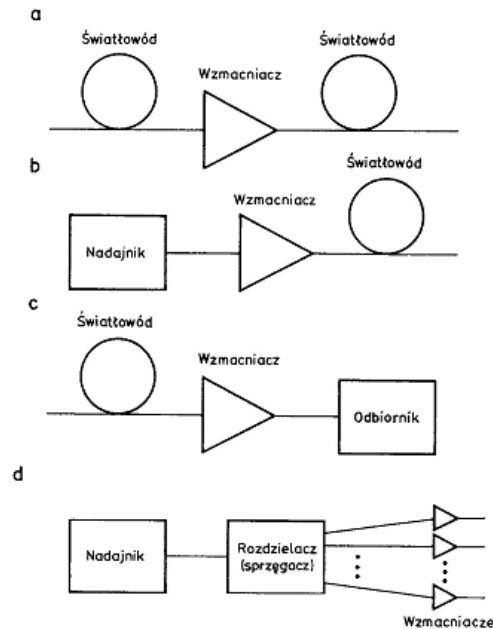 a
Światłowód
Światłowód
Wzmacniacz
b
Światłowód
Wzmacniacz
Nadajnik
c
Światłowód
Wzmacniacz
Odbiornik
d
Nadajnik
Rozdzielacz
(sprzęgacz)
Wzmacniacze